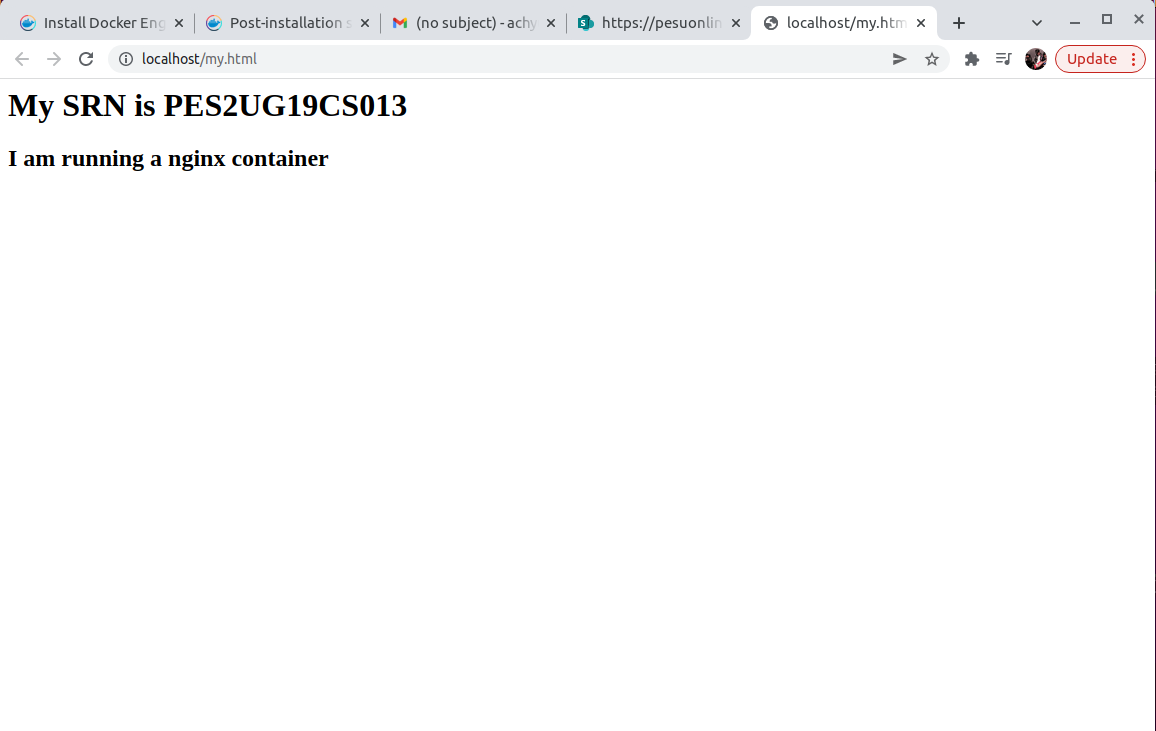 Install Docker Eng
Post-installation s
(no subject) - achy
https://pesuonlin
localhost/my.htm
localhost/my.html
Update
My SRN is PES2UG19CS013
I am running a nginx container